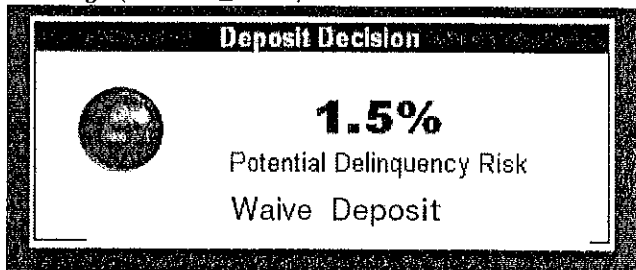 Deposit Decision
1.5%
Potential Delinquency Risk
Waive Deposit